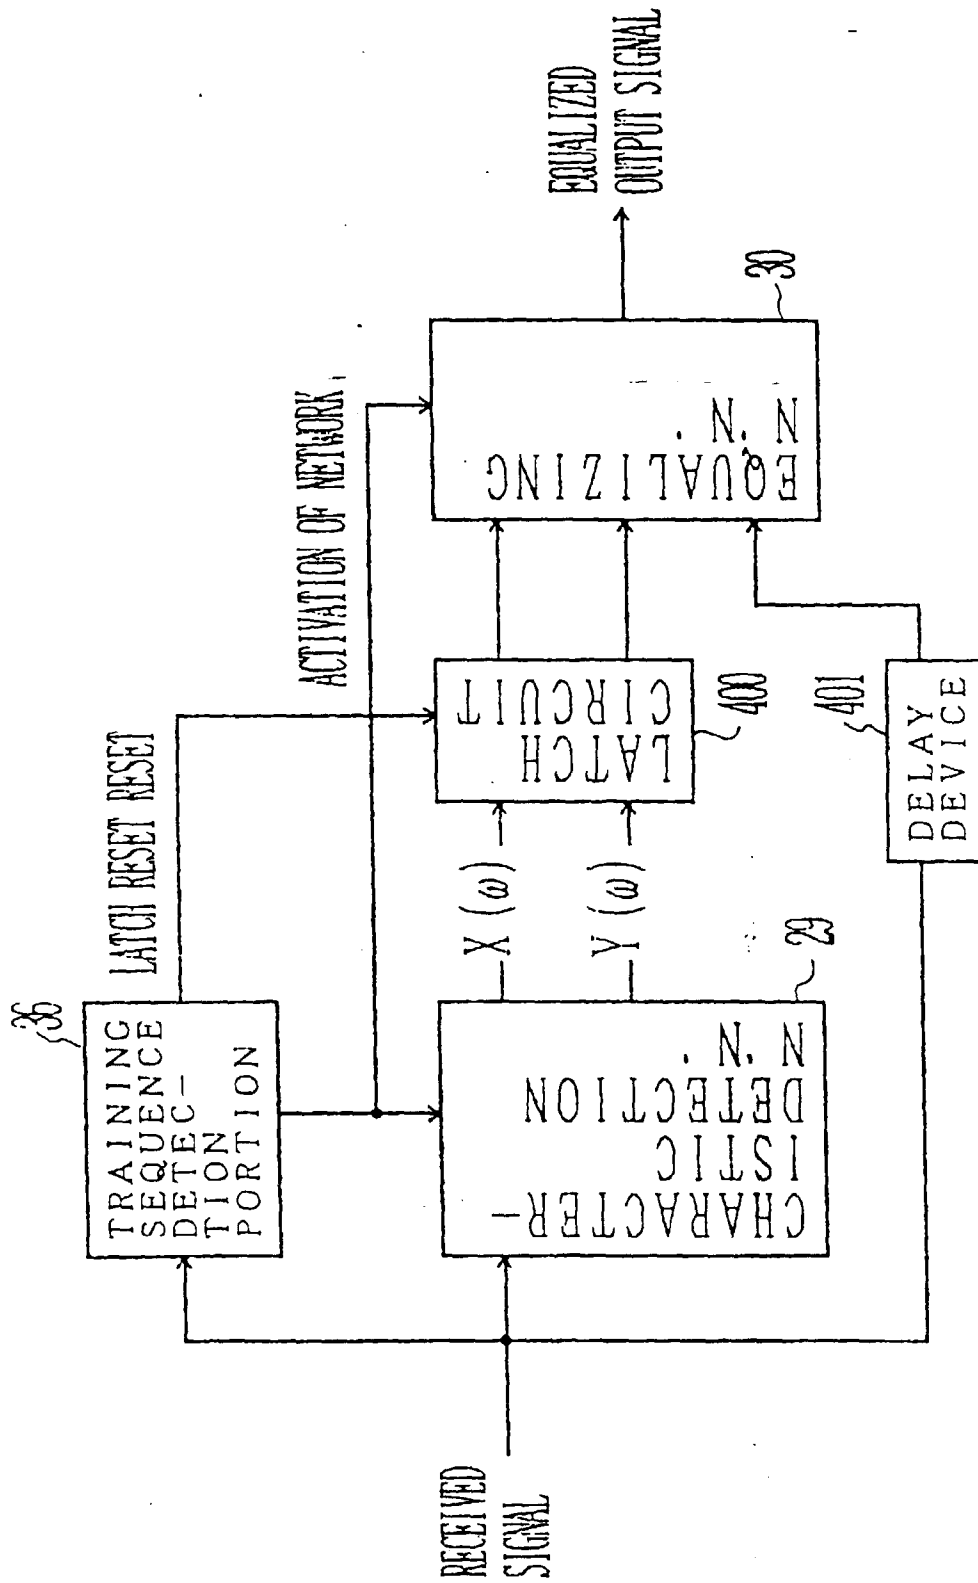 36
TRAINING
SEQUENCE
DETEC-
TION
PORTION
LATCH RESET RESET
ACTIVATION OF NETWORK
RECEIVED
SIGNAL
CHARACTER-
ISTIC
DETECTION
N.N.
29
X (ω)
Y (ω)
LATCH
CIRCUIT
400
EQUALIZING
N.N.
30
EQUALIZED
OUTPUT SIGNAL
401
DELAY
DEVICE